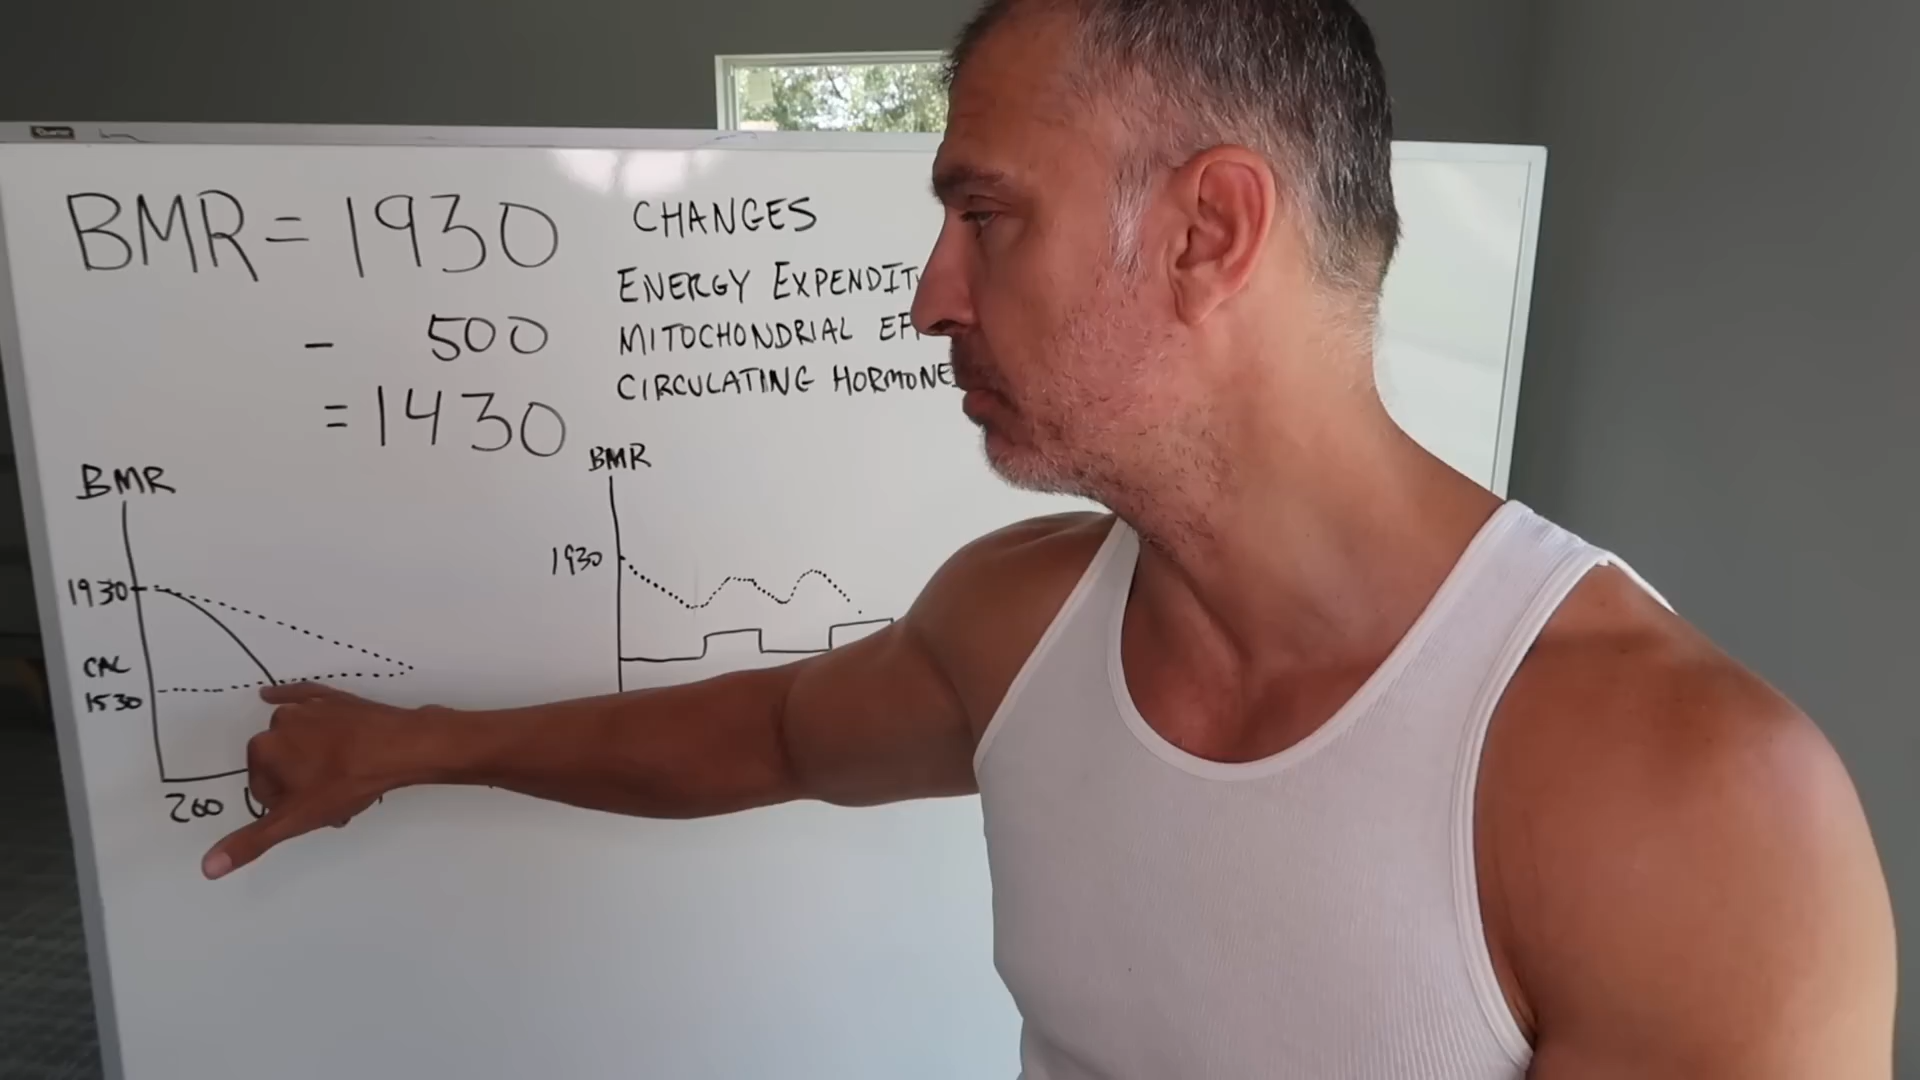 BMR = 1930
- 500
= 1430
CHANGES
ENERGY EXPENDIT
MITOCHONDRIAL EF
CIRCULATING HORMONE
BMR
1930
CAL
1530
200
BMR
1930